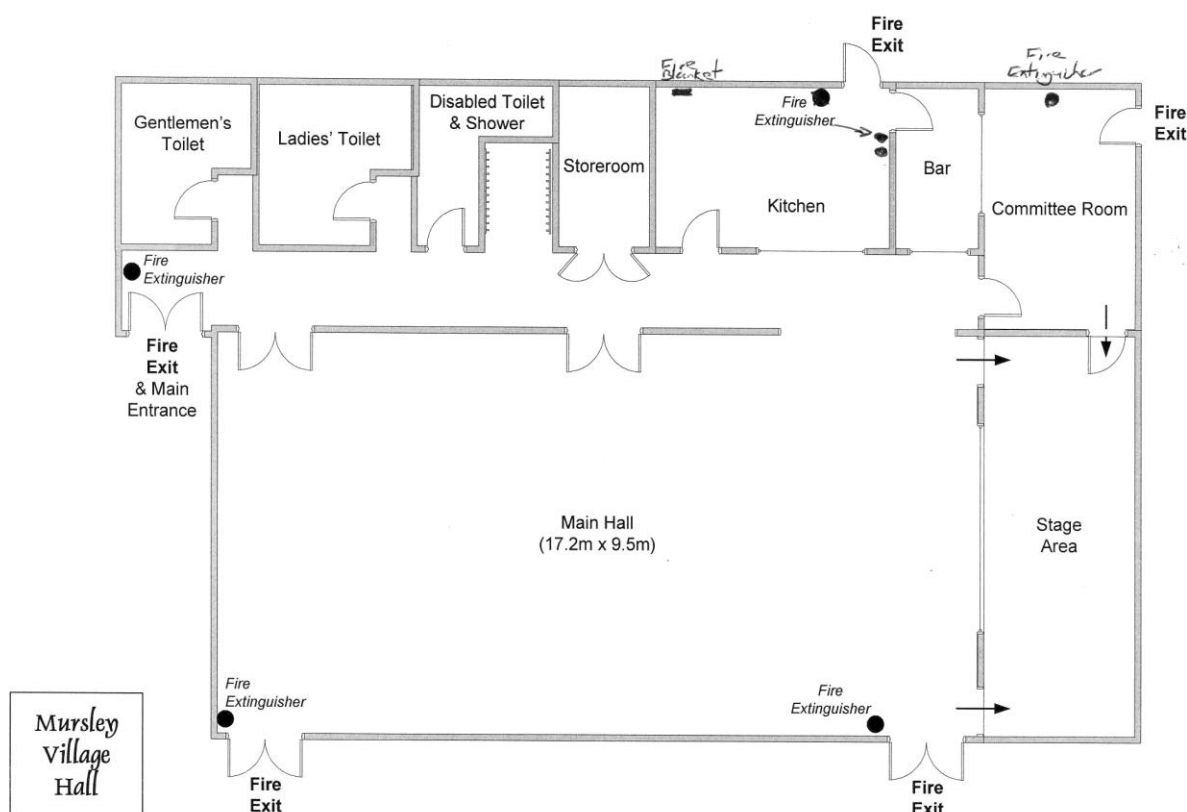 Fire
Exit
Fire
Extinguisher
Fire
Blanket
Disabled Toilet
& Shower
Gentlemen's
Toilet
Ladies' Toilet
Storeroom
Fire
Extinguisher
Fire
Exit
Bar
Kitchen
Committee Room
Fire
Extinguisher
Fire
Exit
& Main
Entrance
Main Hall
(17.2m x 9.5m)
Stage
Area
Fire
Extinguisher
Fire
Extinguisher
Mursley
Village
Hall
Fire
Exit
Fire
Exit